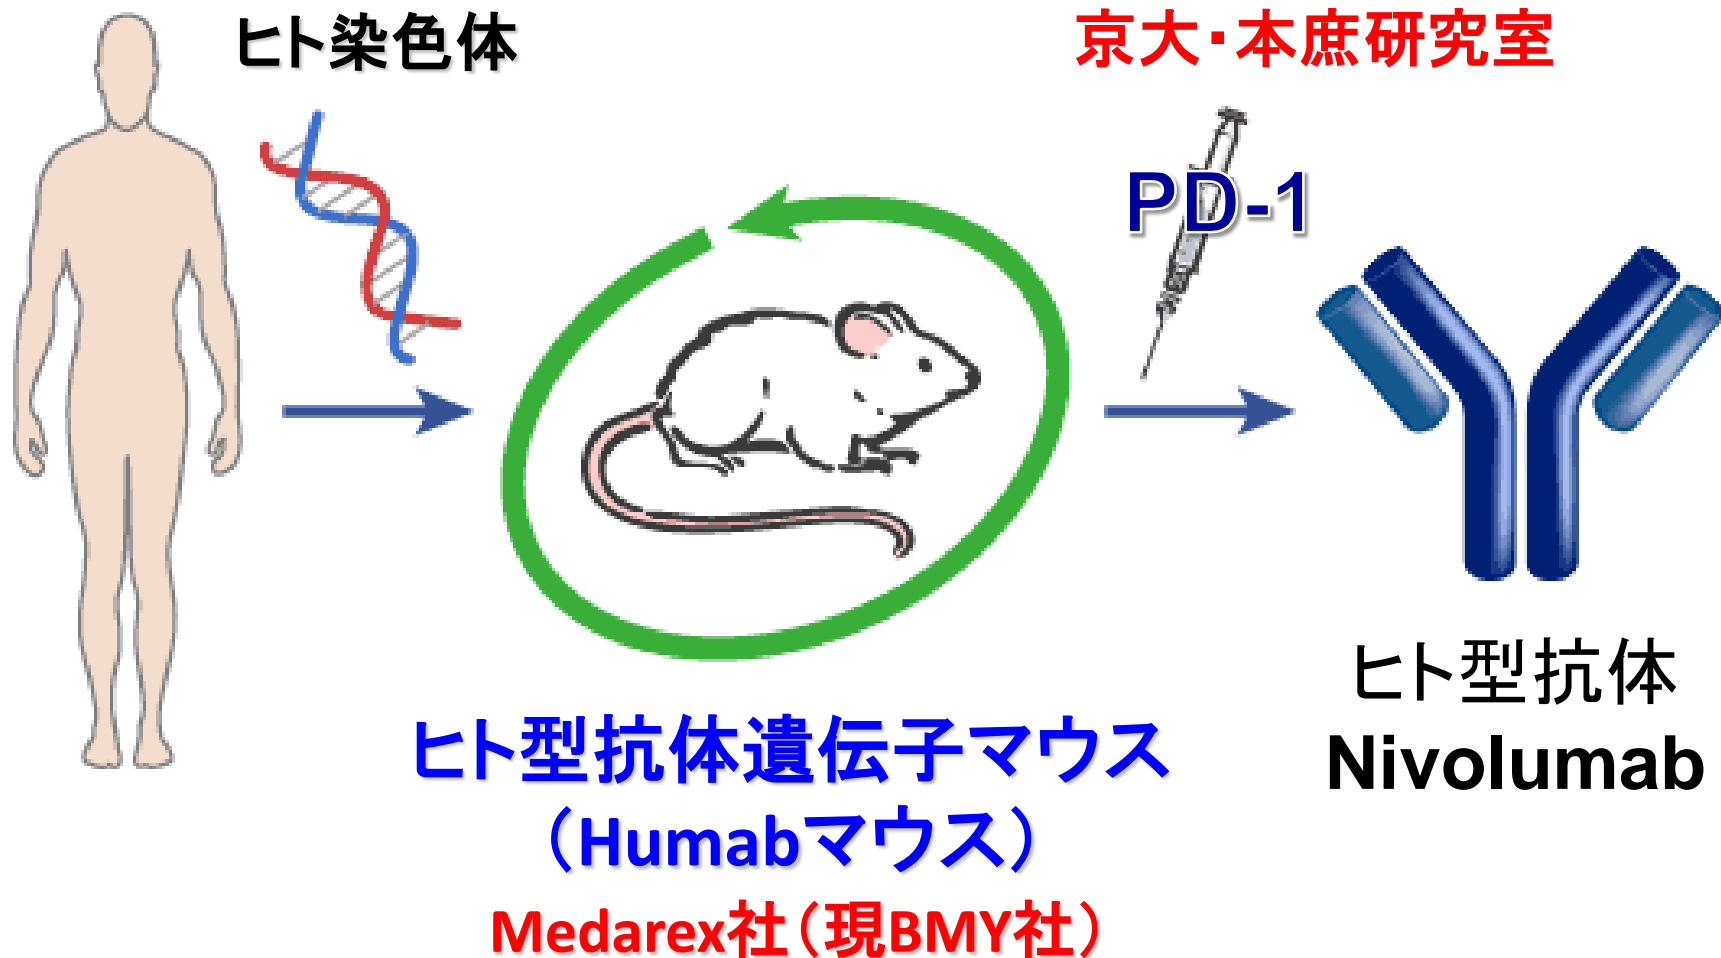 ヒト染色体
京大・本庶研究室
PD-1
ヒト型抗体
Nivolumab
ヒト型抗体遺伝子マウス
（Humabマウス）
Medarex社（現BMY社）